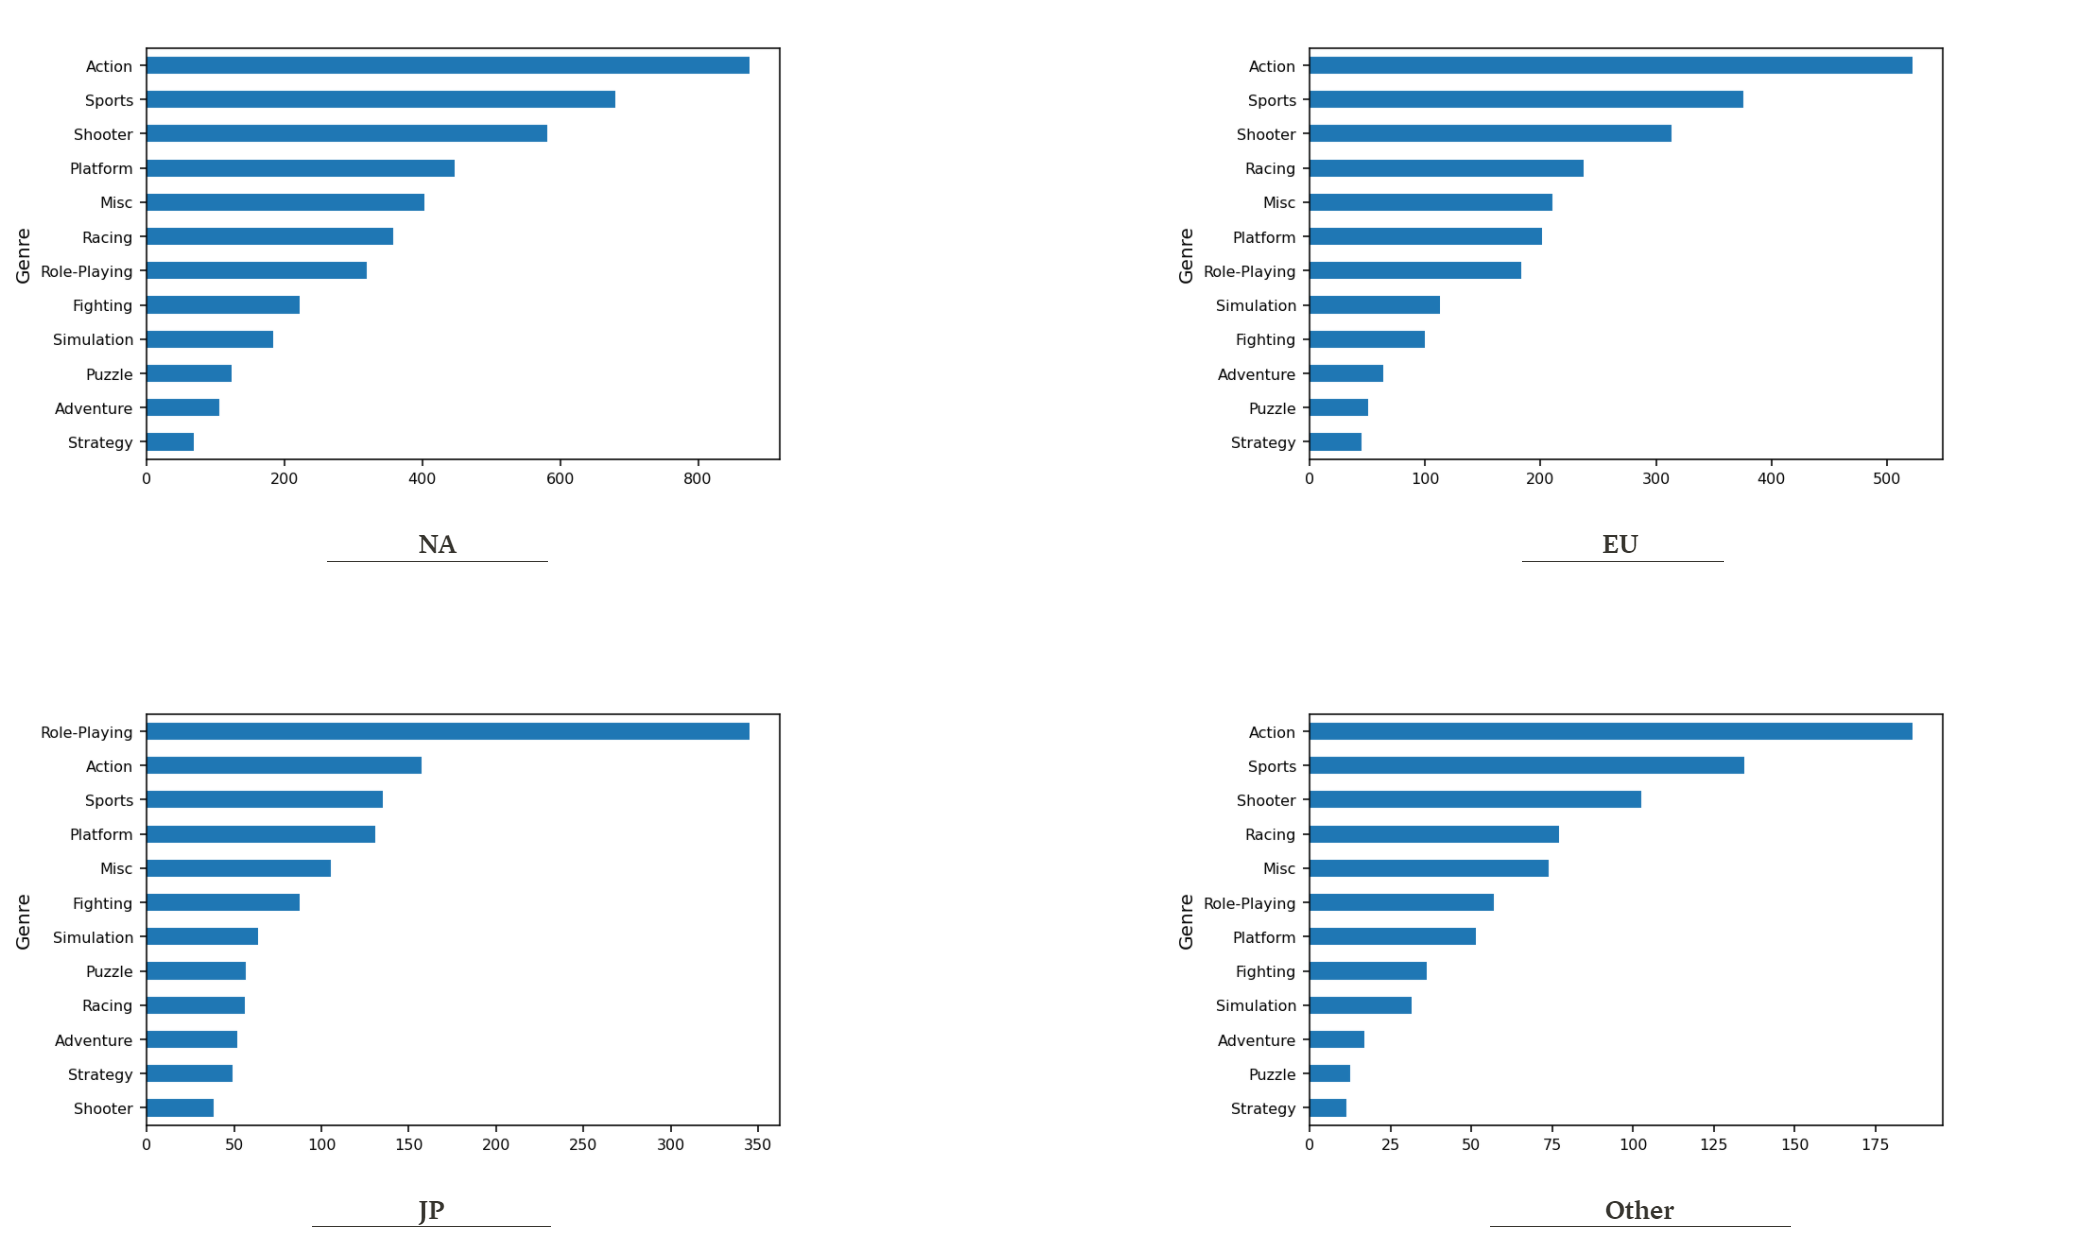 Genre
Action
Sports
Shooter
Platform
Misc
Racing
Role-Playing
Fighting
Simulation
Puzzle
Adventure
Strategy
0 200 400 600 800
NA
Genre
Action
Sports
Shooter
Racing
Misc
Platform
Role-Playing
Simulation
Fighting
Adventure
Puzzle
Strategy
0 100 200 300 400 500
EU
Genre
Role-Playing
Action
Sports
Platform
Misc
Fighting
Simulation
Puzzle
Racing
Adventure
Strategy
Shooter
0 50 100 150 200 250 300 350
JP
Genre
Action
Sports
Shooter
Racing
Misc
Role-Playing
Platform
Fighting
Simulation
Adventure
Puzzle
Strategy
0 25 50 75 100 125 150 175
Other